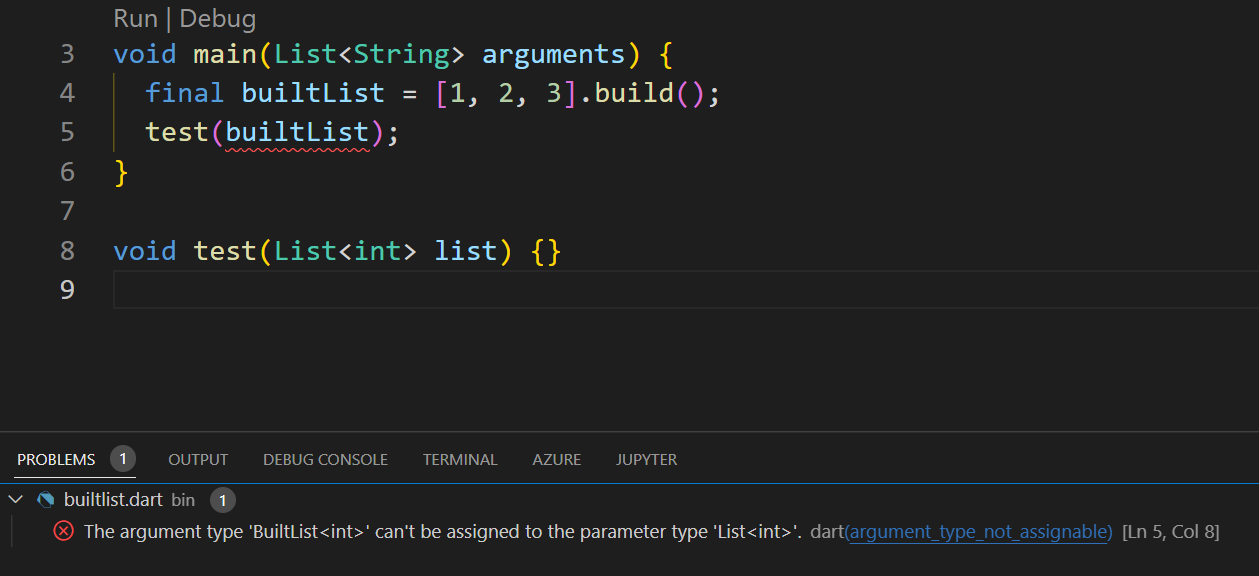 Run | Debug
3 void main(List<String> arguments) {
4 final builtList = [1, 2, 3].build();
5 test(builtList);
6 }
7
8 void test(List<int> list) {}
9
PROBLEMS 1 OUTPUT DEBUG CONSOLE TERMINAL AZURE JUPYTER
builtlist.dart bin 1
The argument type 'BuiltList<int>' can't be assigned to the parameter type 'List<int>'. dart(argument_type_not_assignable) [Ln 5, Col 8]